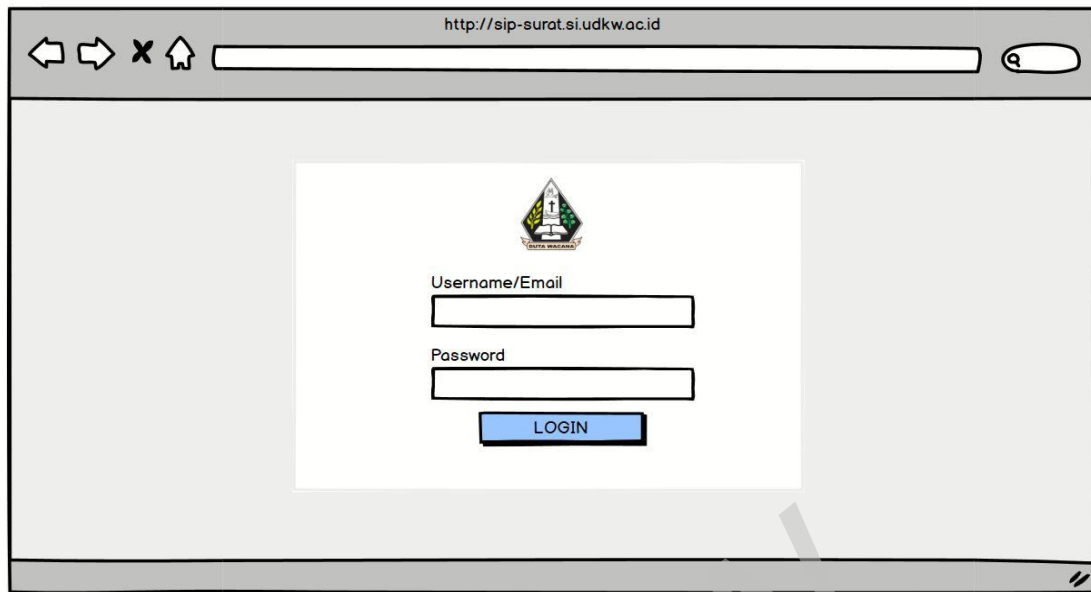 http://sip-surat.si.udkw.ac.id
DUTA WACANA
Username/Email
Password
LOGIN